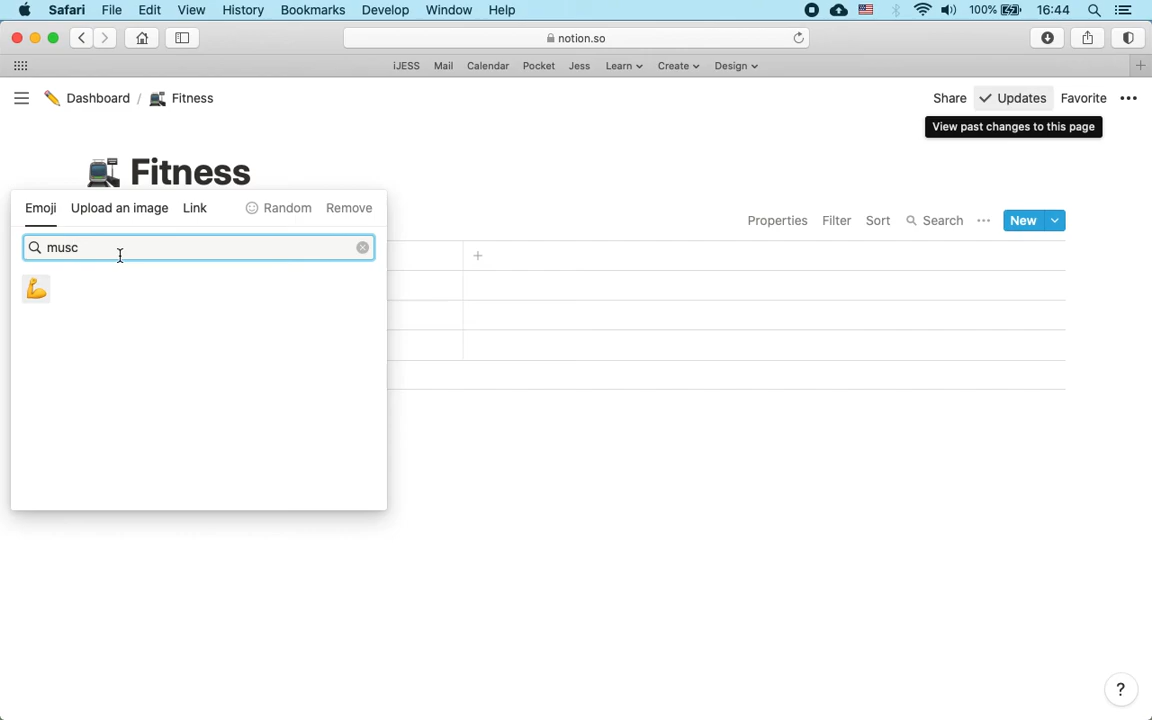 Safari File Edit View History Bookmarks Develop Window Help 100% 16:44
notion.so
iJESS Mail Calendar Pocket Jess Learn Create Design
Dashboard / Fitness Share Updates Favorite
View past changes to this page
Fitness
Emoji Upload an image Link Random Remove
Properties Filter Sort Search New
musc
?